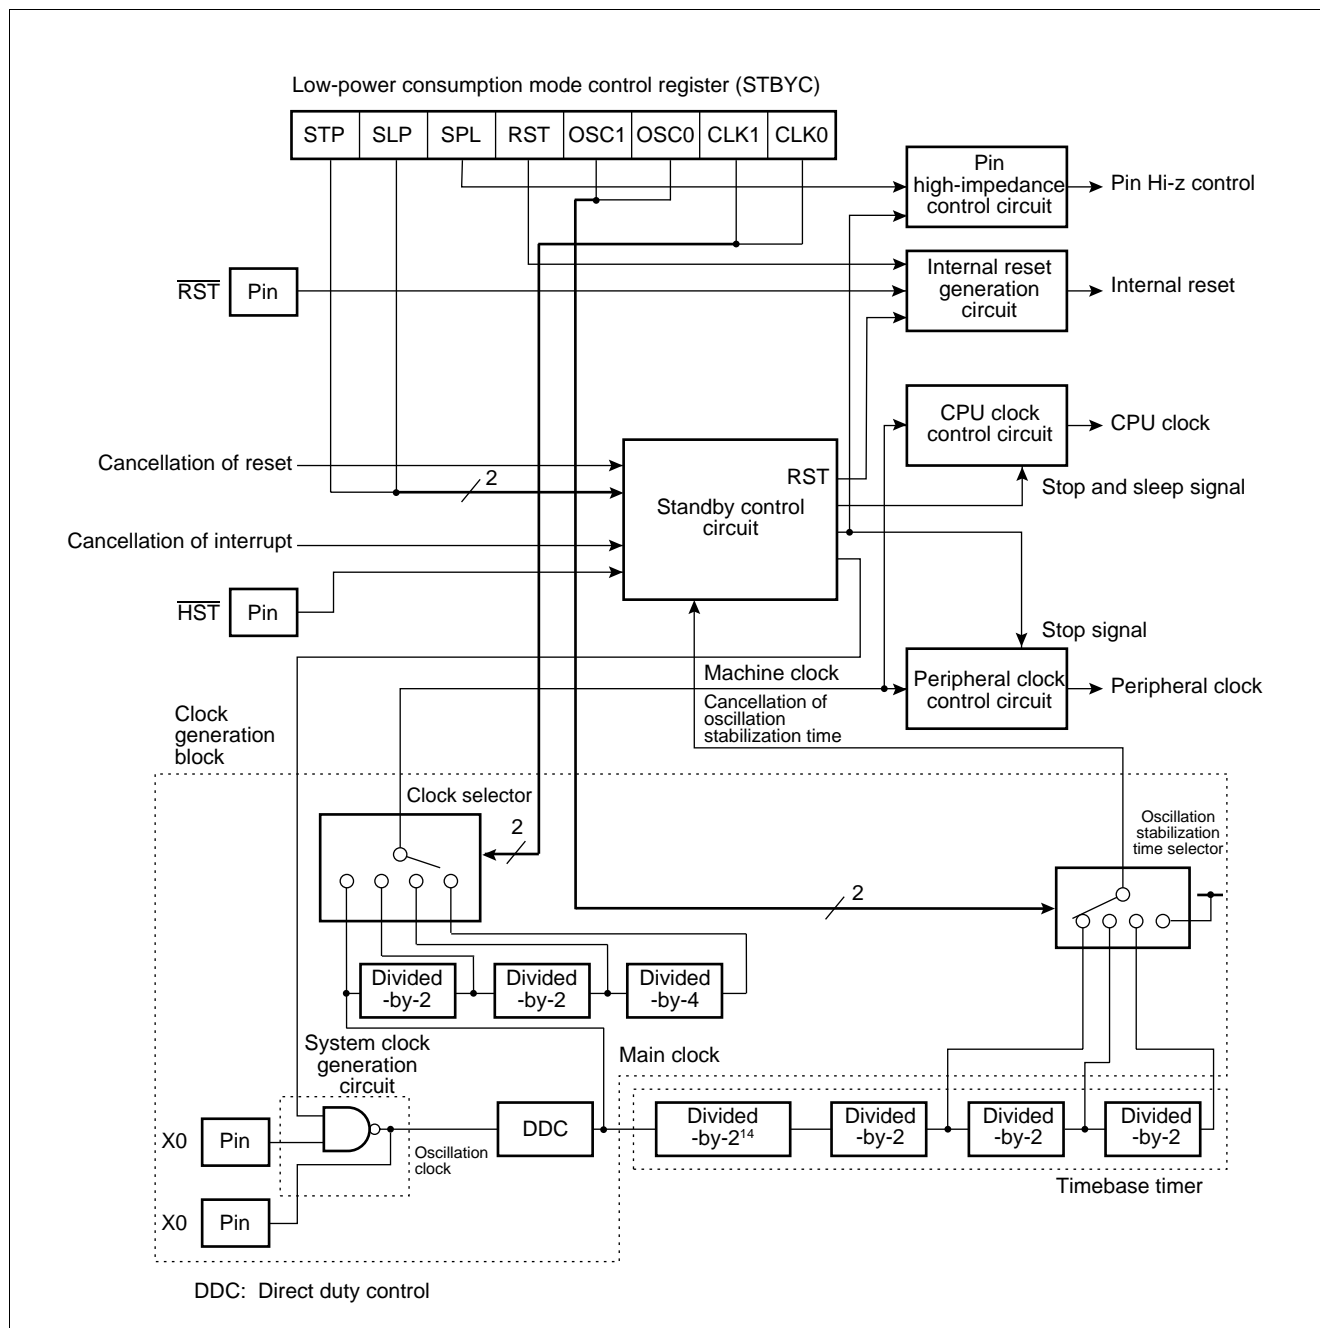 Low-power consumption mode control register (STBYC)
STP SLP SPL RST OSC1 OSC0 CLK1 CLK0
Pin
high-impedance
control circuit
Pin Hi-z control
RST Pin
Internal reset
generation
circuit
Internal reset
CPU clock
control circuit
CPU clock
Cancellation of reset
2
RST
Standby control
circuit
Stop and sleep signal
Cancellation of interrupt
HST Pin
Stop signal
Machine clock
Peripheral clock
control circuit
Peripheral clock
Cancellation of
oscillation
stabilization time
Clock
generation
block
Clock selector
2
Oscillation
stabilization
time selector
2
Divided
-by-2
Divided
-by-2
Divided
-by-4
System clock
generation
circuit
Main clock
X0 Pin
Oscillation
clock
DDC
Divided
-by-2¹⁴
Divided
-by-2
Divided
-by-2
Divided
-by-2
X0 Pin
Timebase timer
DDC: Direct duty control